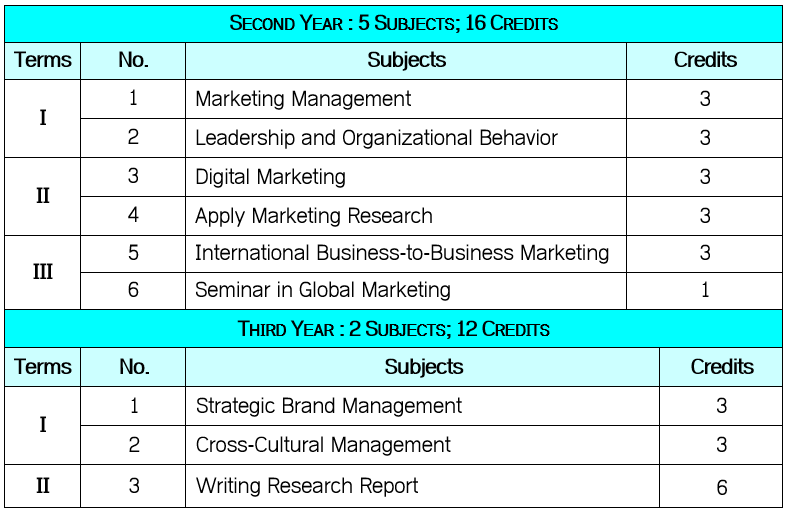 SECOND YEAR : 5 SUBJECTS; 16 CREDITS
Terms No. Subjects Credits
I
1 Marketing Management 3
2 Leadership and Organizational Behavior 3
II
3 Digital Marketing 3
4 Apply Marketing Research 3
III
5 International Business-to-Business Marketing 3
6 Seminar in Global Marketing 1
THIRD YEAR : 2 SUBJECTS; 12 CREDITS
Terms No. Subjects Credits
I
1 Strategic Brand Management 3
2 Cross-Cultural Management 3
II 3 Writing Research Report 6